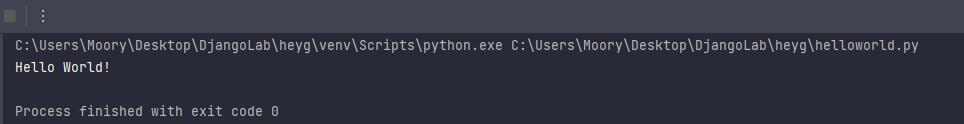 C:\Users\Moory\Desktop\DjangoLab\heyg\venv\Scripts\python.exe C:\Users\Moory\Desktop\DjangoLab\heyg\helloworld.py
Hello World!
Process finished with exit code 0